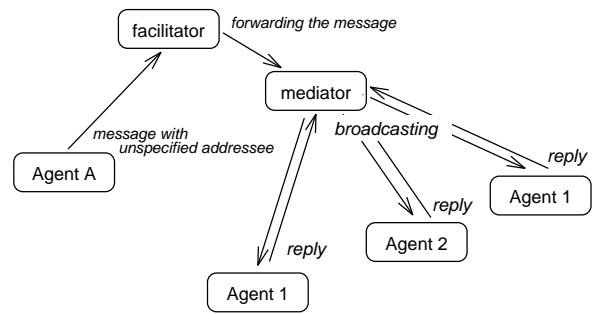 facilitator
forwarding the message
mediator
message with
unspecified addressee
broadcasting
Agent A
reply
Agent 1
reply
Agent 2
reply
Agent 1